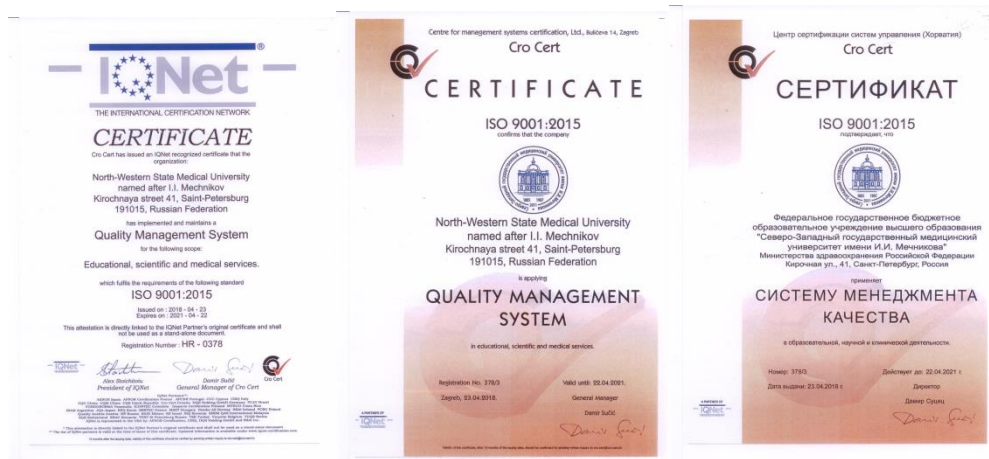 IQNet
®
THE INTERNATIONAL CERTIFICATION NETWORK
CERTIFICATE
Cro Cert has issued an IQNet recognized certificate that the
organization:
North-Western State Medical University
named after I.I. Mechnikov
Kirochnaya street 41, Saint-Petersburg
191015, Russian Federation
has implemented and maintains a
Quality Management System
for the following scope:
Educational, scientific and medical services.
which fulfils the requirements of the following standard
ISO 9001:2015
Issued on : 2018 - 04 - 23
Expires on : 2021 - 04 - 22
This attestation is directly linked to the IQNet Partner's original certificate and shall
not be used as a stand-alone document.
Registration Number : HR - 0378
IQNet
Alex Stoichitoiu
President of IQNet
Damir Sučić
General Manager of Cro Cert
Cro Cert
Centre for management systems certification, Ltd., Bulićeva 14, Zagreb
Cro Cert
CERTIFICATE
ISO 9001:2015
confirms that the company
North-Western State Medical University
named after I.I. Mechnikov
Kirochnaya street 41, Saint-Petersburg
191015, Russian Federation
is applying
QUALITY MANAGEMENT
SYSTEM
in educational, scientific and medical services.
Registration No. 378/3
Valid until: 22.04.2021.
Zagreb, 23.04.2018.
General Manager
Damir Sučić
A PARTNER OF
IQNet
Центр сертификации систем управления (Хорватия)
Cro Cert
СЕРТИФИКАТ
ISO 9001:2015
подтверждает, что
Федеральное государственное бюджетное
образовательное учреждение высшего образования
"Северо-Западный государственный медицинский
университет имени И.И. Мечникова"
Министерства здравоохранения Российской Федерации
Кирочная ул., 41, Санкт-Петербург, Россия
применяет
СИСТЕМУ МЕНЕДЖМЕНТА
КАЧЕСТВА
в образовательной, научной и клинической деятельности.
Номер: 378/3
Действует до: 22.04.2021 г.
Дата выдачи: 23.04.2018 г.
Директор
Дамир Сушец
A PARTNER OF
IQNet